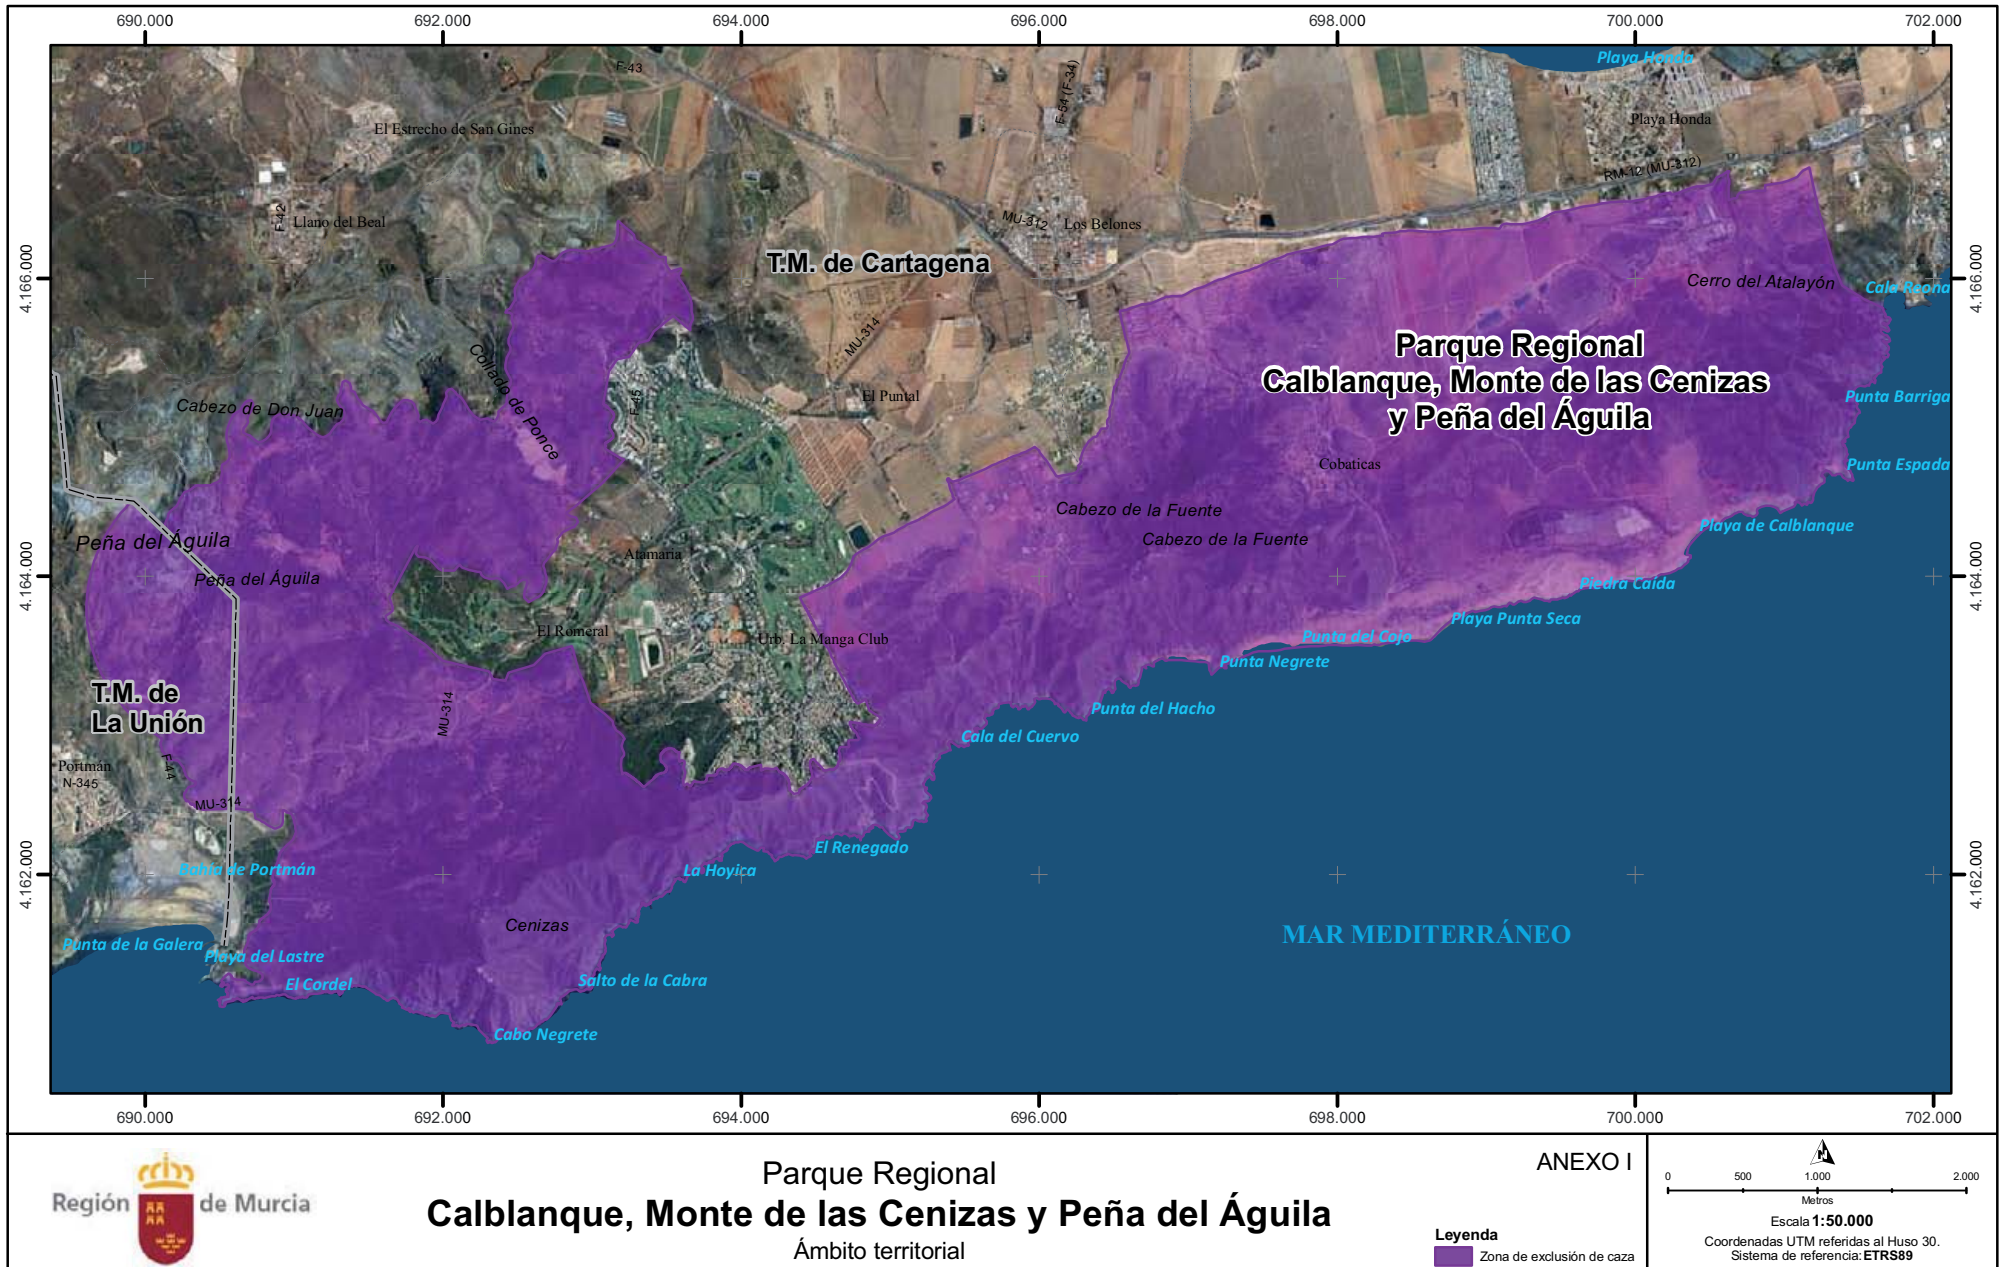 690.000 692.000 694.000 696.000 698.000 700.000 702.000
4.166.000
4.164.000
4.162.000
4.166.000
4.164.000
4.162.000
Playa Honda
F-43
F-54 (F-34)
El Estrecho de San Gines
Playa Honda
RM-12 (MU-312)
F-42
Llano del Beal
MU-312
Los Belones
T.M. de Cartagena
Cerro del Atalayón
Cala Reona
MU-314
Parque Regional
Calblanque, Monte de las Cenizas
y Peña del Águila
Collado de Ponce
F-45
El Puntal
Punta Barriga
Cabezo de Don Juan
Cobaticas
Punta Espada
Cabezo de la Fuente
Cabezo de la Fuente
Playa de Calblanque
Peña del Águila
Peña del Águila
Atamaria
Piedra Caída
Playa Punta Seca
El Romeral
Urb. La Manga Club
Punta del Cojo
Punta Negrete
T.M. de
La Unión
MU-314
Punta del Hacho
Cala del Cuervo
Portmán
N-345
F-44
MU-314
El Renegado
Bahía de Portmán
La Hoyica
Cenizas
MAR MEDITERRÁNEO
Punta de la Galera
Playa del Lastre
El Cordel
Salto de la Cabra
Cabo Negrete
690.000 692.000 694.000 696.000 698.000 700.000 702.000
Región de Murcia
Parque Regional
Calblanque, Monte de las Cenizas y Peña del Águila
Ámbito territorial
ANEXO I
Leyenda
Zona de exclusión de caza
N
0 500 1.000 2.000
Metros
Escala 1:50.000
Coordenadas UTM referidas al Huso 30.
Sistema de referencia: ETRS89